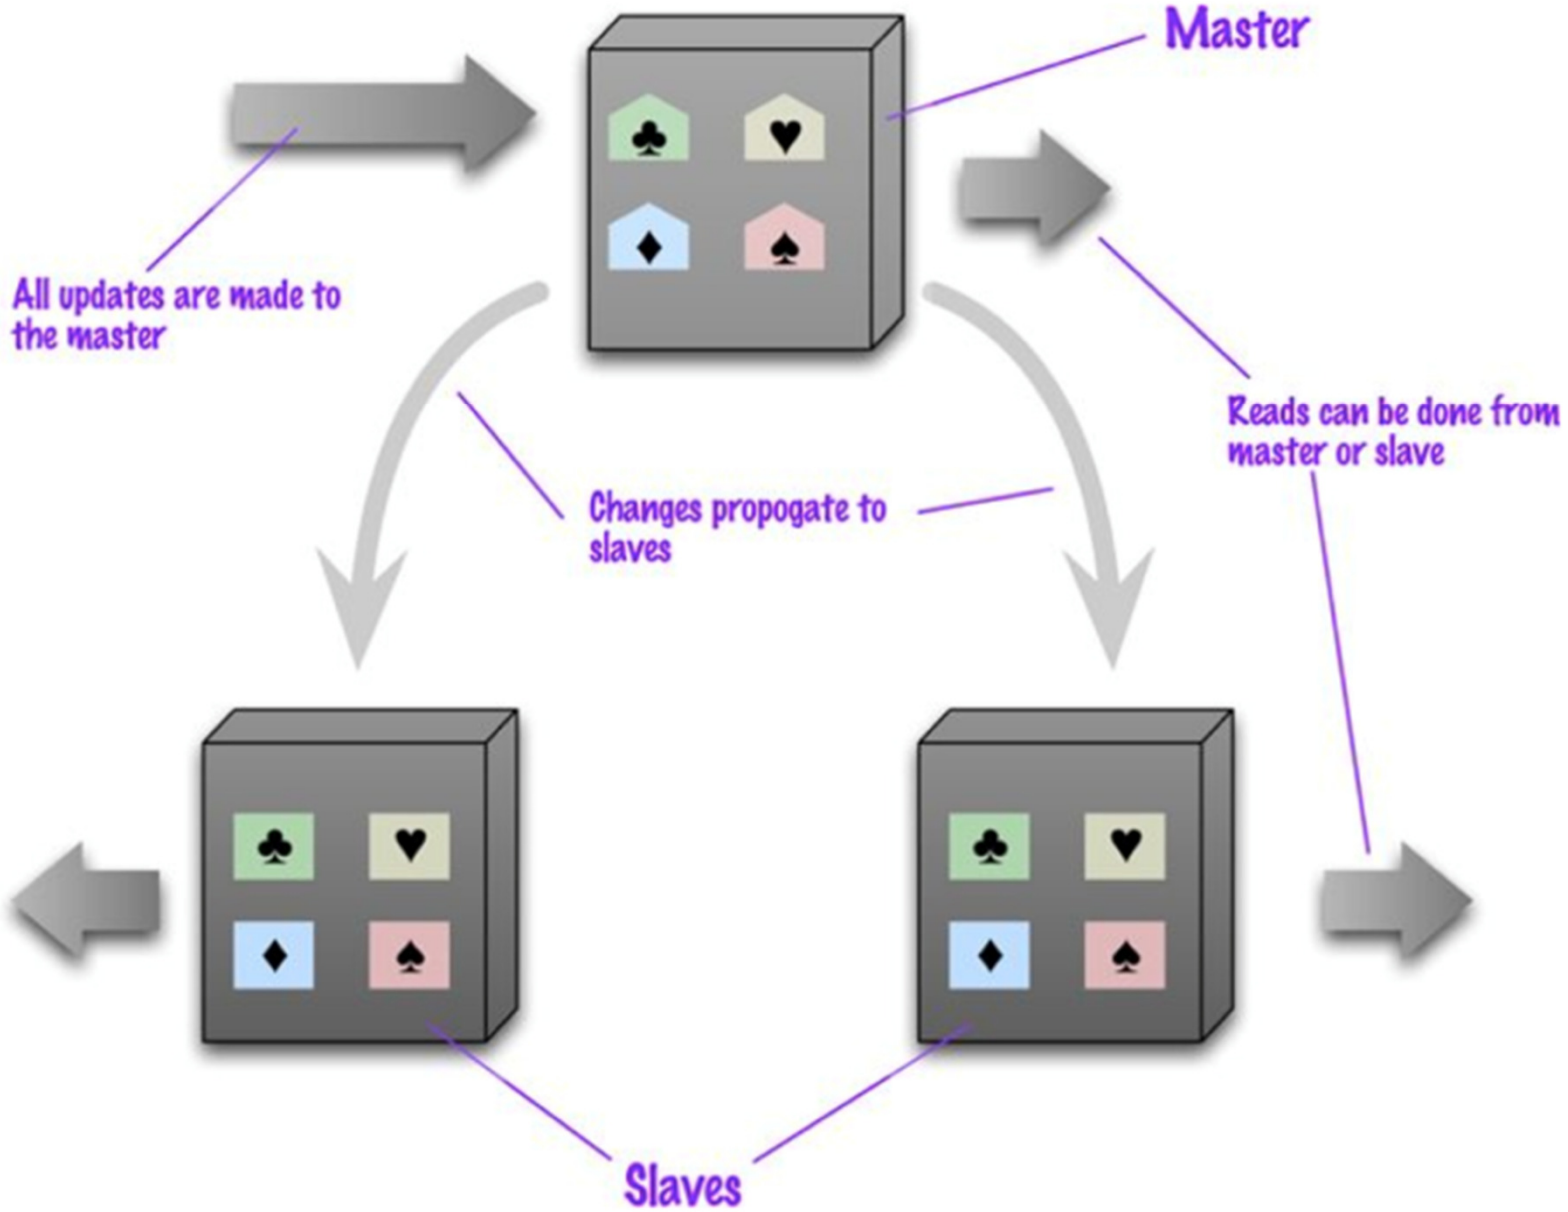 Master
All updates are made to
the master
Reads can be done from
master or slave
Changes propogate to
slaves
Slaves